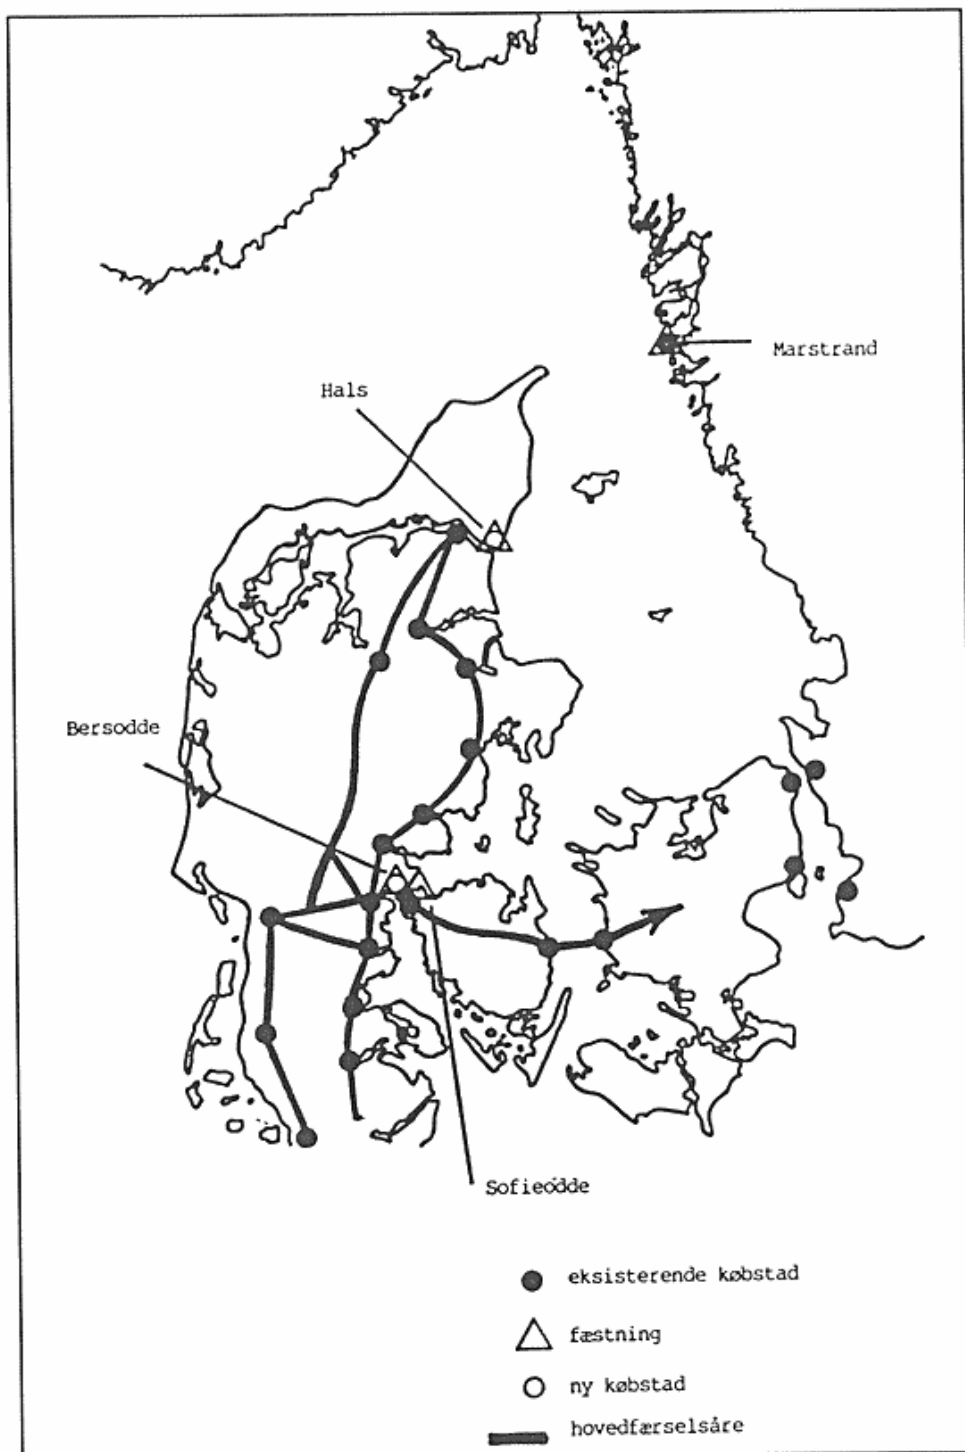 Marstrand
Hals
Bersodde
Sofieodde
eksisterende købstad
fæstning
ny købstad
hovedfærselsåre